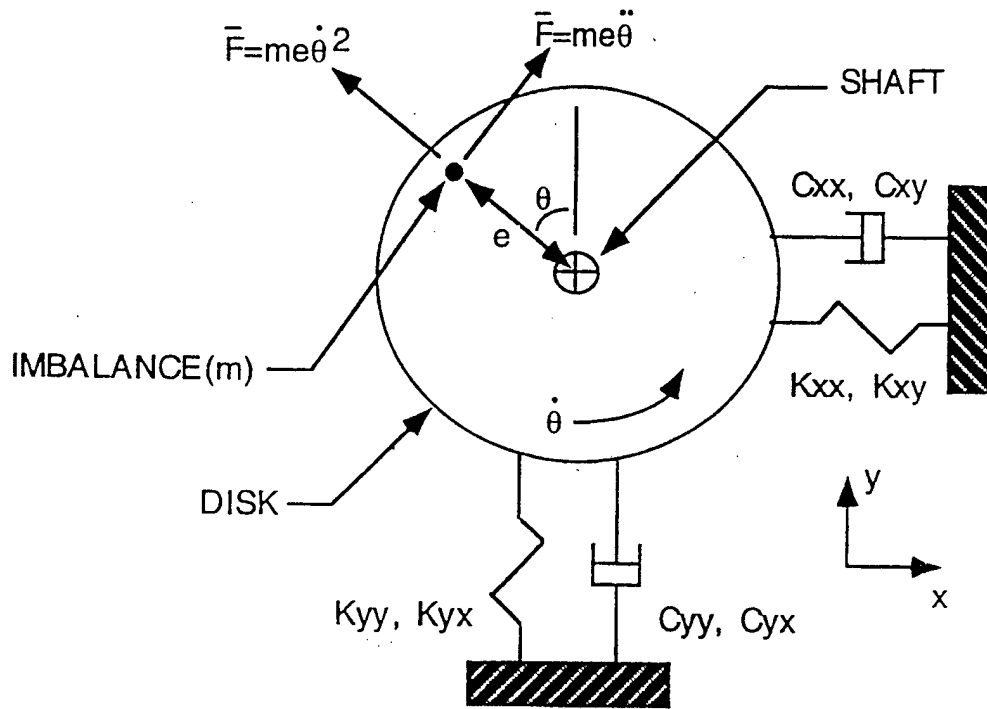 F̅=meθ̇2
F̅=meθ̈
SHAFT
θ
e
Cxx, Cxy
IMBALANCE(m)
Kxx, Kxy
θ̇
DISK
y
x
Kyy, Kyx
Cyy, Cyx